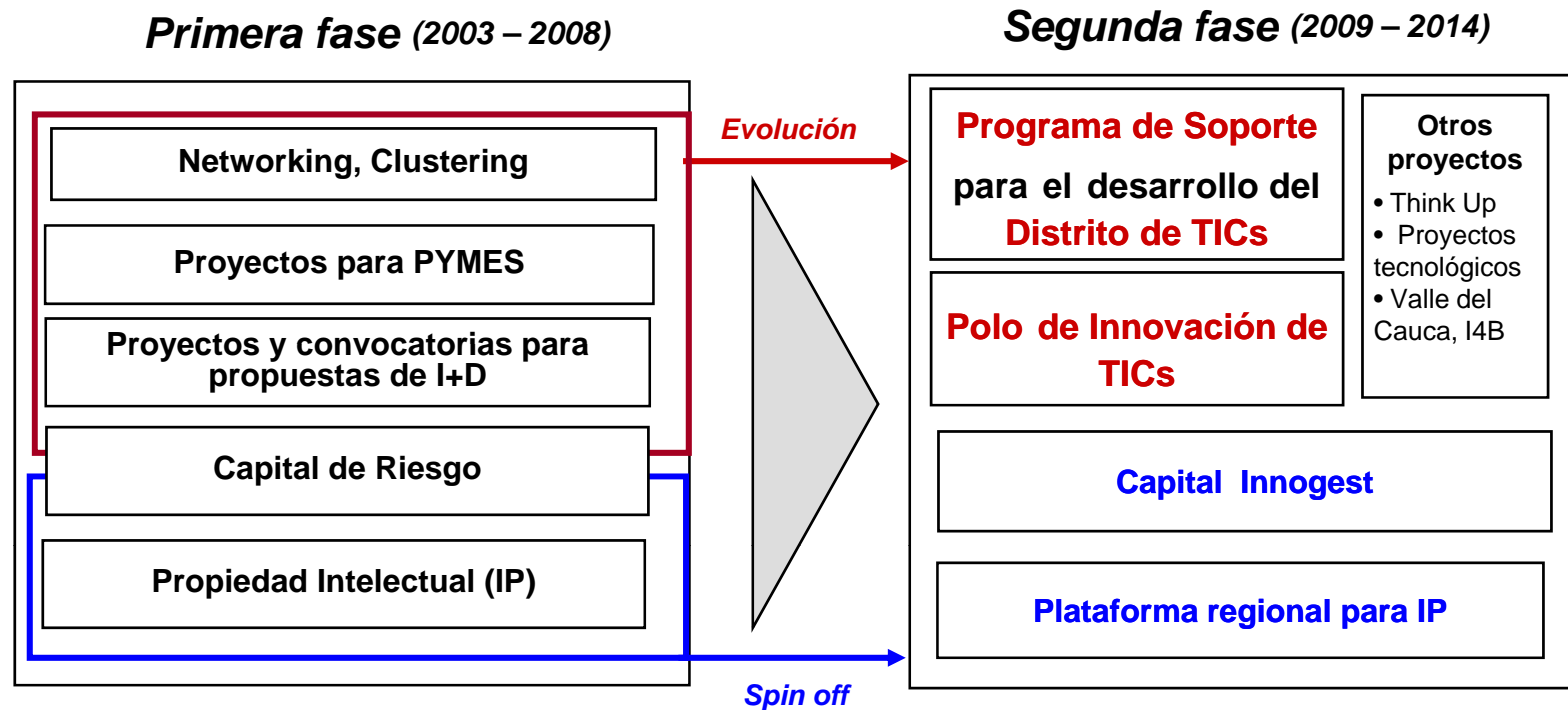 Primera fase (2003 – 2008)
Networking, Clustering
Proyectos para PYMES
Proyectos y convocatorias para
propuestas de I+D
Capital de Riesgo
Propiedad Intelectual (IP)
Evolución
Spin off
Segunda fase (2009 – 2014)
Programa de Soporte
para el desarrollo del
Distrito de TICs
Polo de Innovación de
TICs
Otros
proyectos
• Think Up
• Proyectos
tecnológicos
• Valle del
Cauca, I4B
Capital Innogest
Plataforma regional para IP